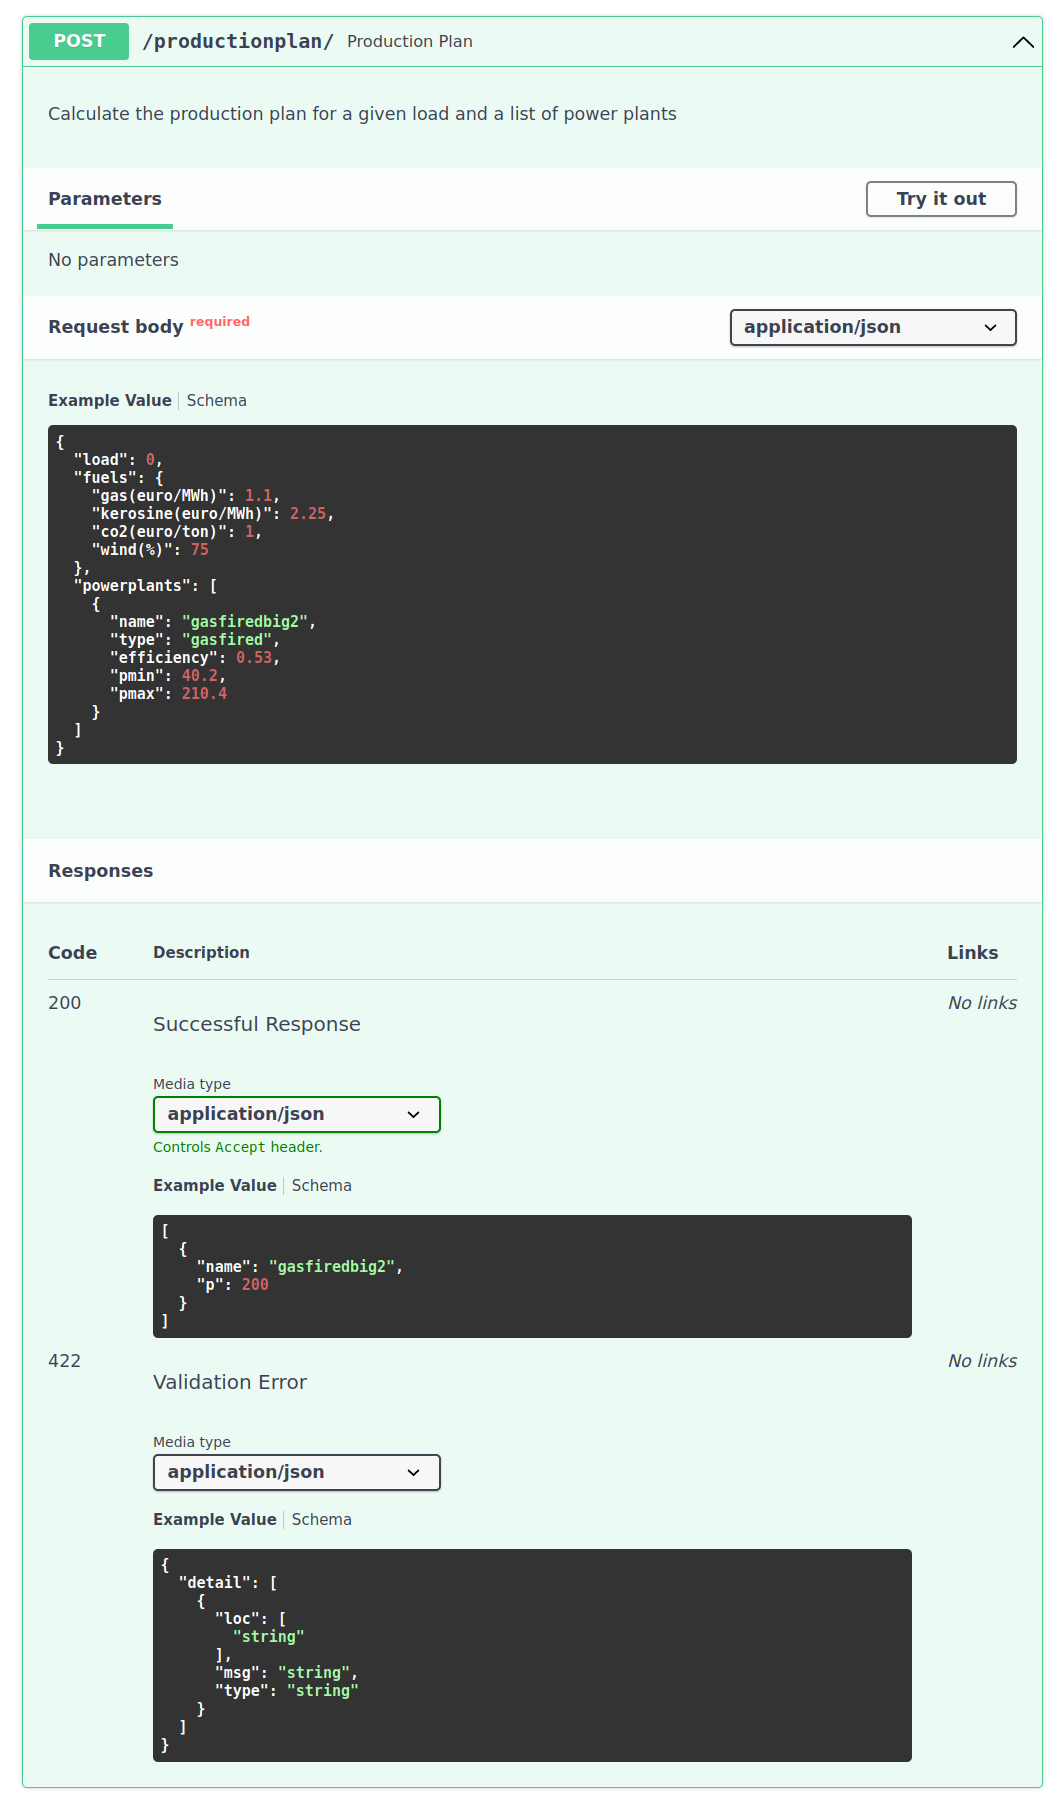 POST /productionplan/ Production Plan
Calculate the production plan for a given load and a list of power plants
Parameters
Try it out
No parameters
Request body required
application/json
Example Value | Schema
{
  "load": 0,
  "fuels": {
    "gas(euro/MWh)": 1.1,
    "kerosine(euro/MWh)": 2.25,
    "co2(euro/ton)": 1,
    "wind(%)": 75
  },
  "powerplants": [
    {
      "name": "gasfiredbig2",
      "type": "gasfired",
      "efficiency": 0.53,
      "pmin": 40.2,
      "pmax": 210.4
    }
  ]
}
Responses
Code Description Links
200 No links
Successful Response
Media type
application/json
Controls Accept header.
Example Value | Schema
[
  {
    "name": "gasfiredbig2",
    "p": 200
  }
]
422 No links
Validation Error
Media type
application/json
Example Value | Schema
{
  "detail": [
    {
      "loc": [
        "string"
      ],
      "msg": "string",
      "type": "string"
    }
  ]
}